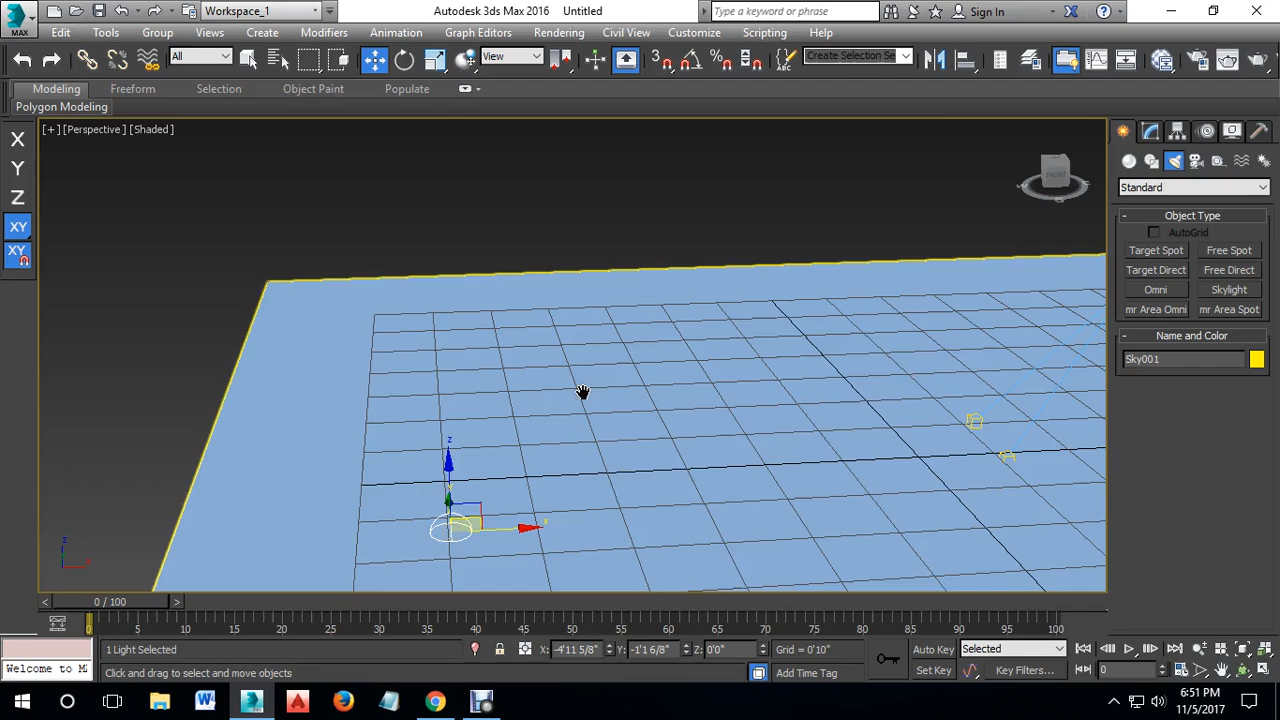 Workspace_1 Autodesk 3ds Max 2016 Untitled Type a keyword or phrase Sign In
MAX
Edit Tools Group Views Create Modifiers Animation Graph Editors Rendering Civil View Customize Scripting Help
All View 3 Create Selection Se
Modeling Freeform Selection Object Paint Populate
Polygon Modeling
[+] [Perspective] [Shaded]
X
Y
Z
XY
XY
FRONT
Standard
- Object Type
AutoGrid
Target Spot Free Spot
Target Direct Free Direct
Omni Skylight
mr Area Omni mr Area Spot
- Name and Color
Sky001
z
y
x
z
< 0 / 100 >
0 5 10 15 20 25 30 35 40 45 50 55 60 65 70 75 80 85 90 95 100
1 Light Selected X: -4'11 5/8" Y: -1'1 6/8" Z: 0'0" Grid = 0'10" Auto Key Selected
Welcome to M Click and drag to select and move objects Add Time Tag Set Key Key Filters... 0
6:51 PM
11/5/2017